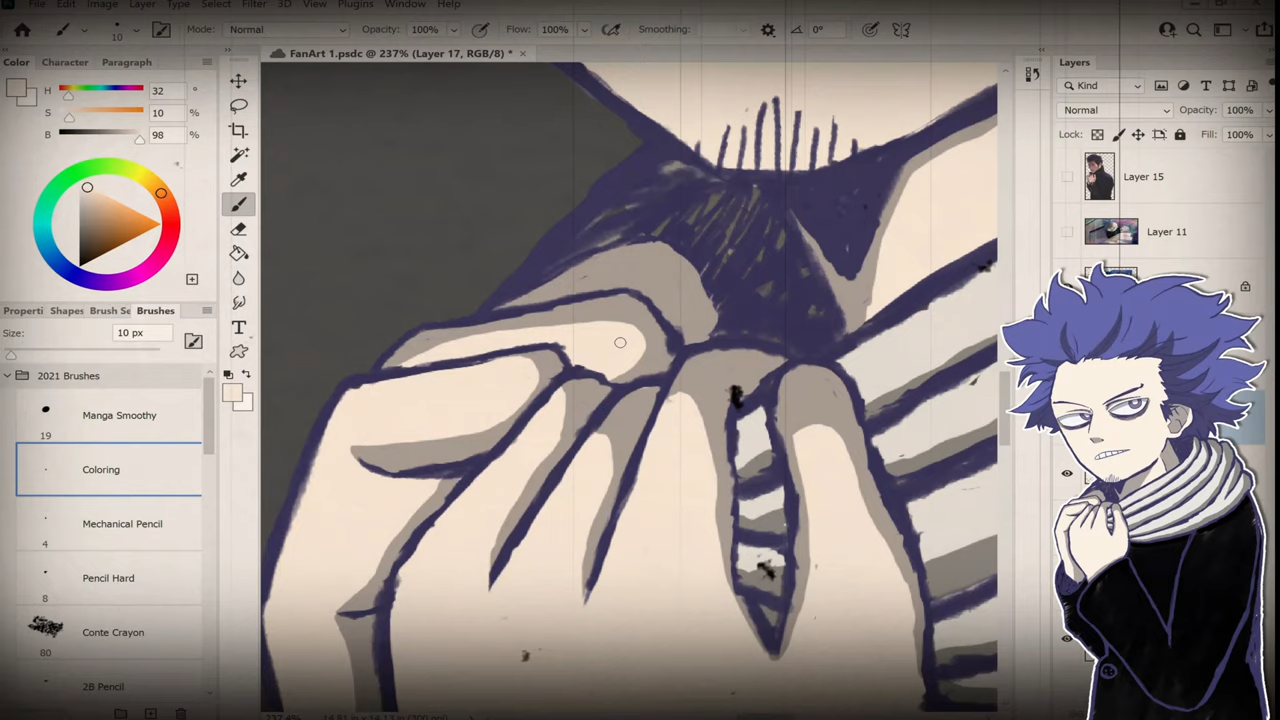 File Edit Image Layer Type Select Filter 3D View Plugins Window Help
10 Mode: Normal Opacity: 100% Flow: 100% Smoothing: 0°
FanArt 1.psdc @ 237% (Layer 17, RGB/8) * ×
Color Character Paragraph
H 32 °
S 10 %
B 98 %
Properti Shapes Brush Se Brushes
Size: 10 px
2021 Brushes
Manga Smoothy
19
Coloring
Mechanical Pencil
4
Pencil Hard
8
Conte Crayon
80
2B Pencil
Layers
Kind
Normal Opacity: 100%
Lock: Fill: 100%
Layer 15
Layer 11